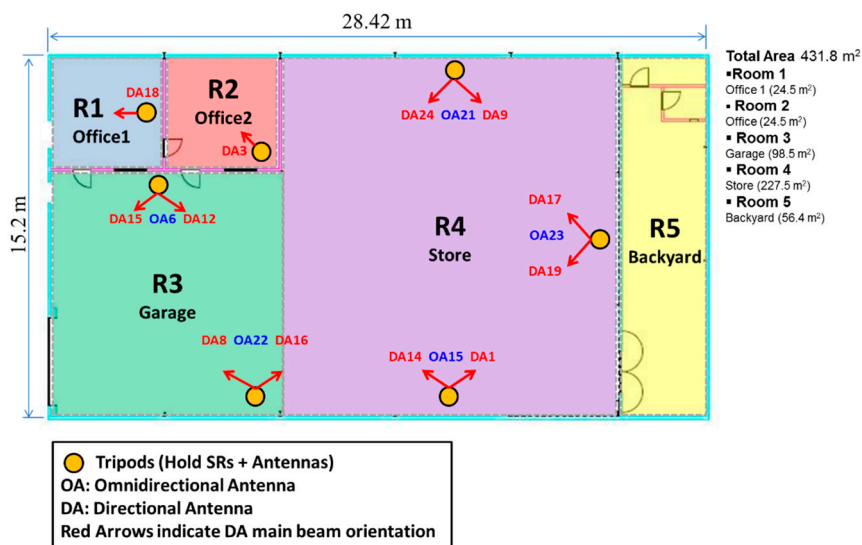 28.42 m
15.2 m
R1
Office1
DA18
R2
Office2
DA3
DA24 OA21 DA9
DA15 OA6 DA12
DA17
OA23
DA19
R4
Store
R5
Backyard
R3
Garage
DA8 OA22 DA16
DA14 OA15 DA1
Total Area 431.8 m²
▪Room 1
Office 1 (24.5 m²)
▪ Room 2
Office (24.5 m²)
▪ Room 3
Garage (98.5 m²)
▪ Room 4
Store (227.5 m²)
▪ Room 5
Backyard (56.4 m²)
Tripods (Hold SRs + Antennas)
OA: Omnidirectional Antenna
DA: Directional Antenna
Red Arrows indicate DA main beam orientation